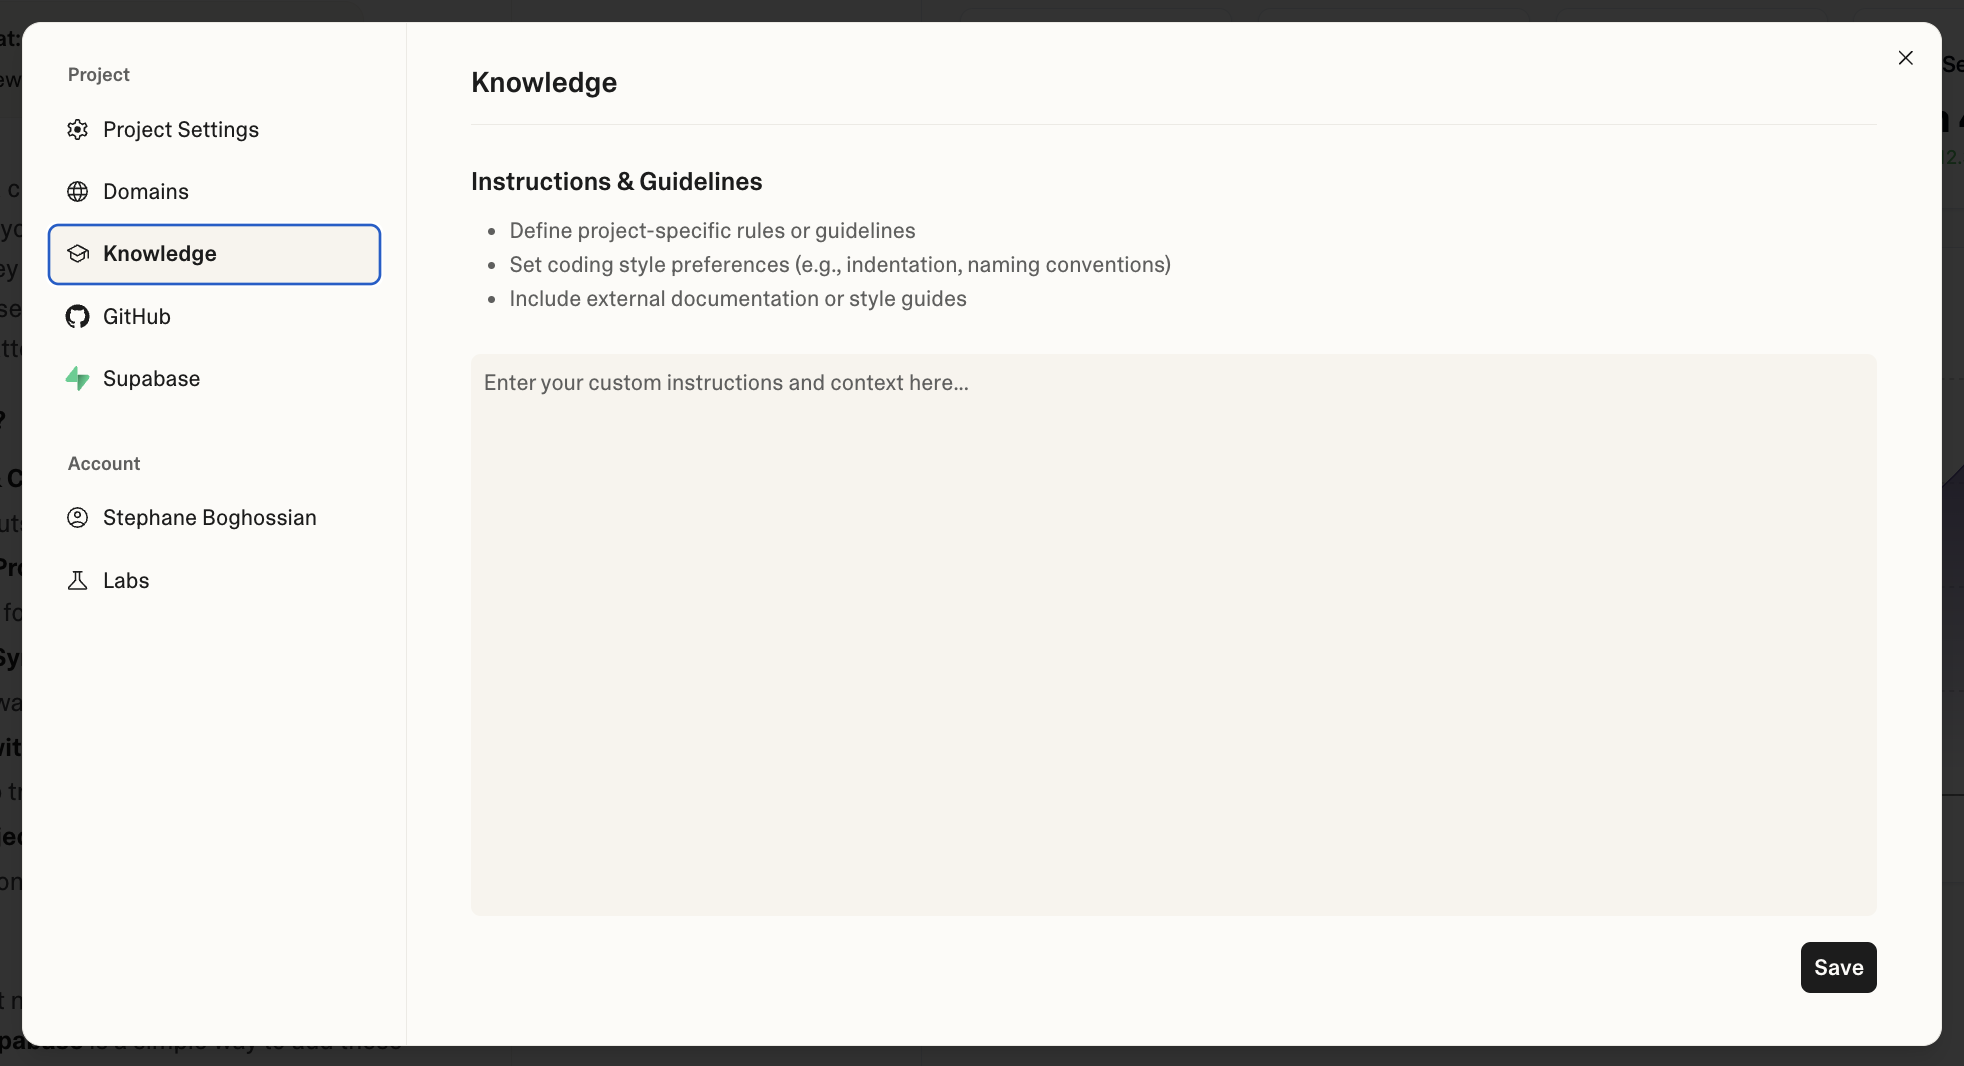 Project
Project Settings
Domains
Knowledge
GitHub
Supabase
Account
Stephane Boghossian
Labs
Knowledge
Instructions & Guidelines
• Define project-specific rules or guidelines
• Set coding style preferences (e.g., indentation, naming conventions)
• Include external documentation or style guides
Enter your custom instructions and context here...
Save